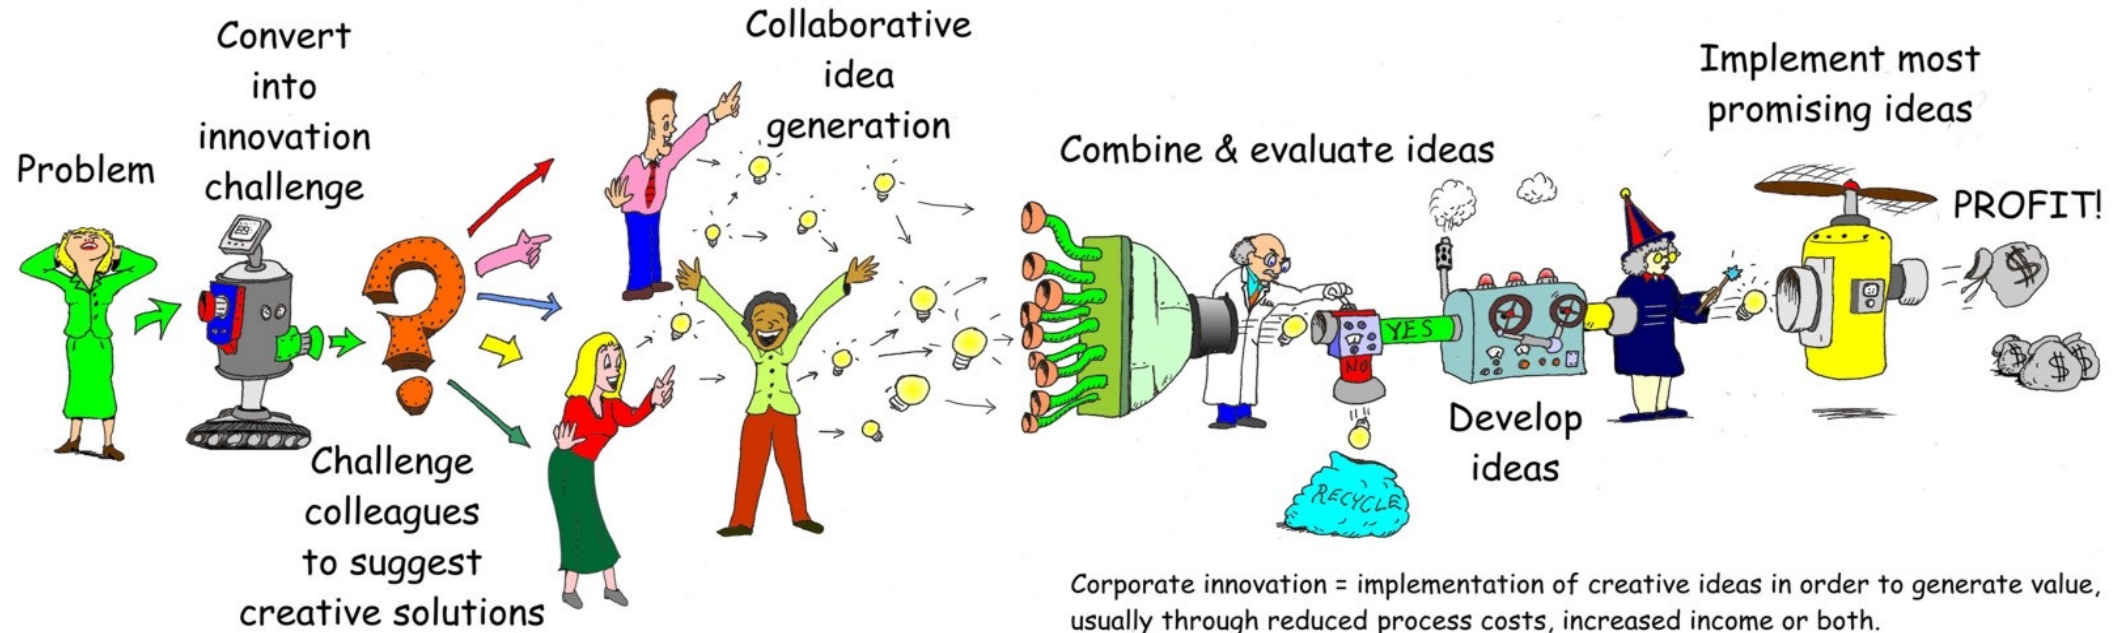 Problem
Convert
into
innovation
challenge
Challenge
colleagues
to suggest
creative solutions
Collaborative
idea
generation
Combine & evaluate ideas
YES
NO
RECYCLE
Develop
ideas
Implement most
promising ideas
PROFIT!
$
$
$
$
Corporate innovation = implementation of creative ideas in order to generate value,
usually through reduced process costs, increased income or both.